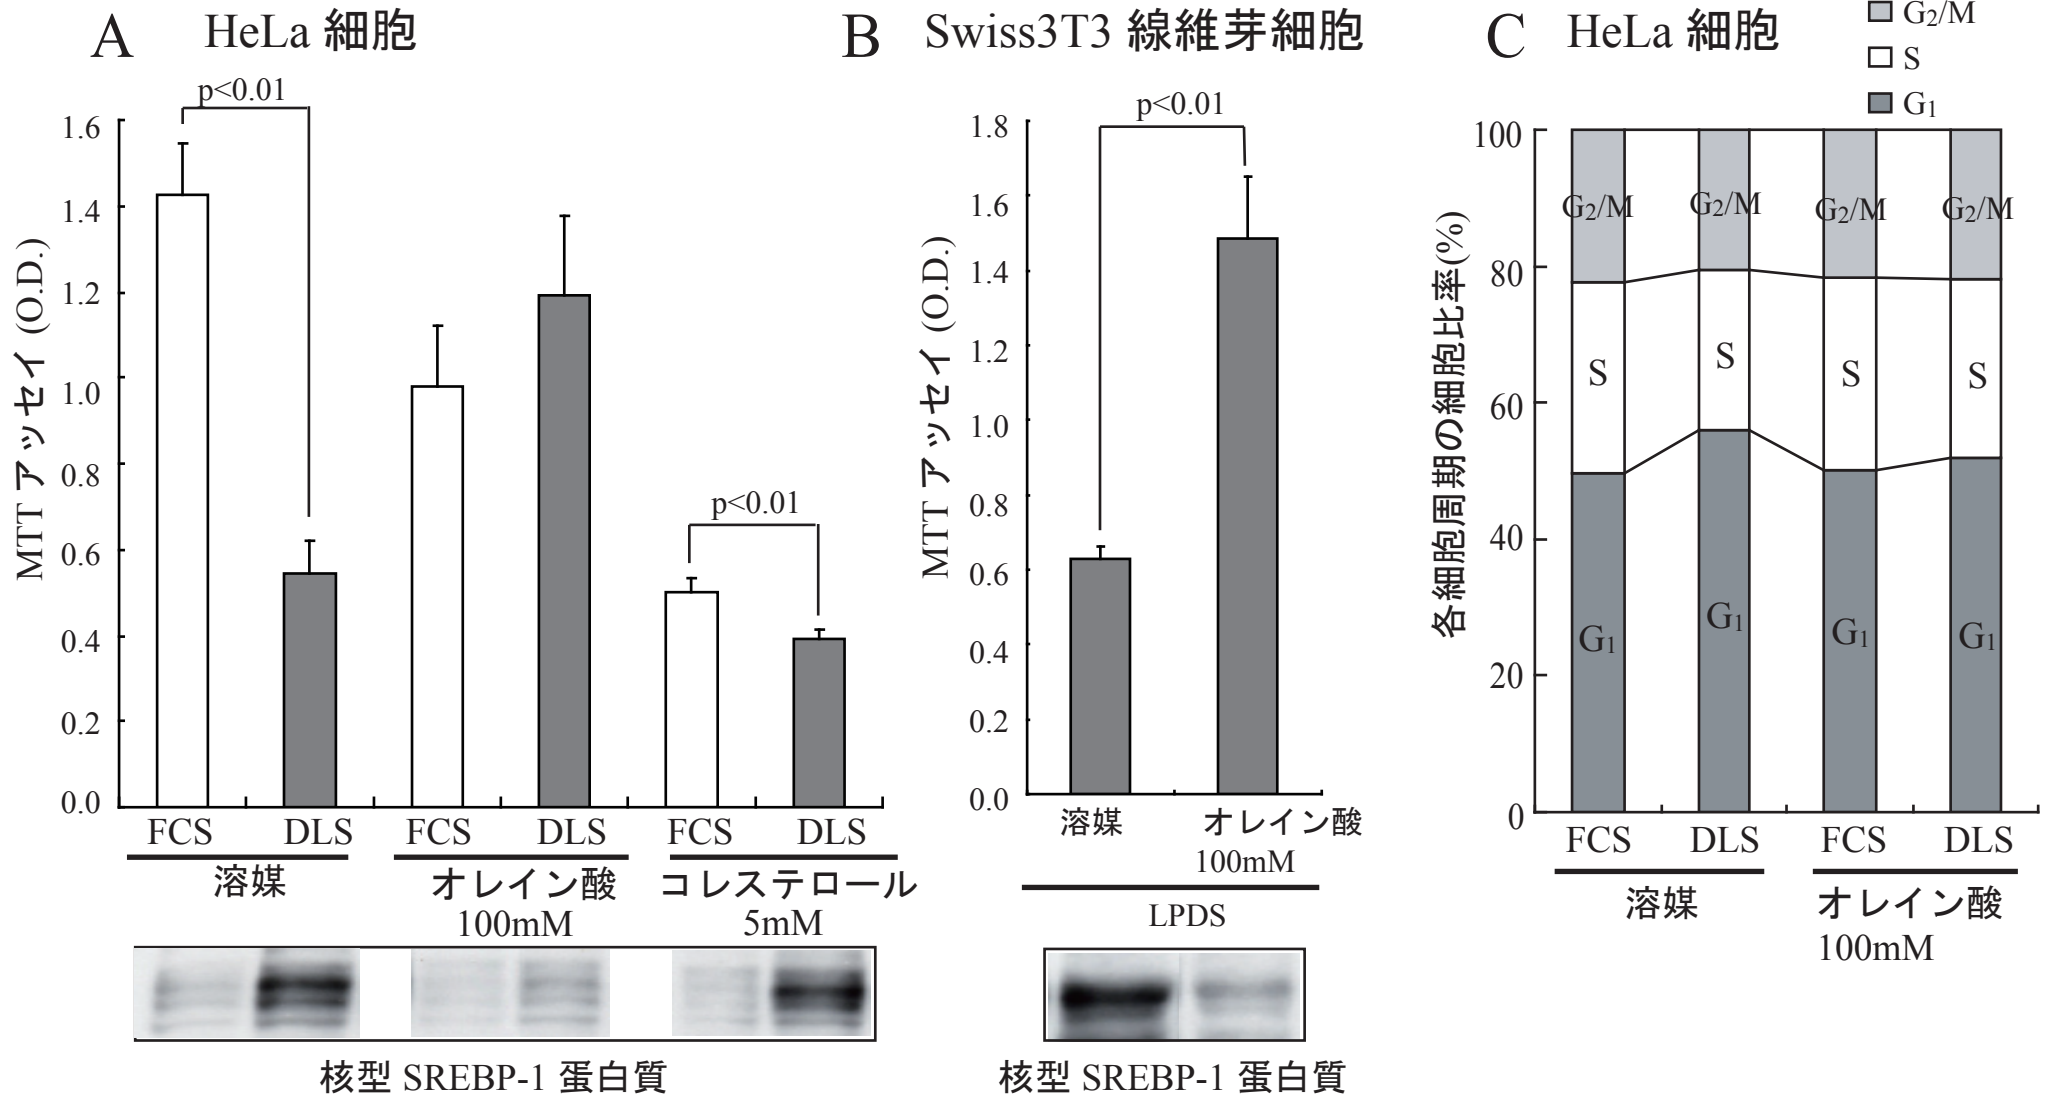 A HeLa 細胞
p<0.01
1.6
1.4
1.2
1.0
0.8
0.6
0.4
0.2
0.0
MTT アッセイ (O.D.)
p<0.01
FCS DLS FCS DLS FCS DLS
溶媒 オレイン酸 コレステロール
100mM 5mM
核型 SREBP-1 蛋白質
B Swiss3T3 線維芽細胞
p<0.01
1.8
1.6
1.4
1.2
1.0
0.8
0.6
0.4
0.2
0.0
MTT アッセイ (O.D.)
溶媒 オレイン酸
100mM
LPDS
核型 SREBP-1 蛋白質
C HeLa 細胞
G2/M
S
G1
100
80
60
40
20
0
各細胞周期の細胞比率(%)
G2/M G2/M G2/M G2/M
S S S S
G1 G1 G1 G1
FCS DLS FCS DLS
溶媒 オレイン酸
100mM